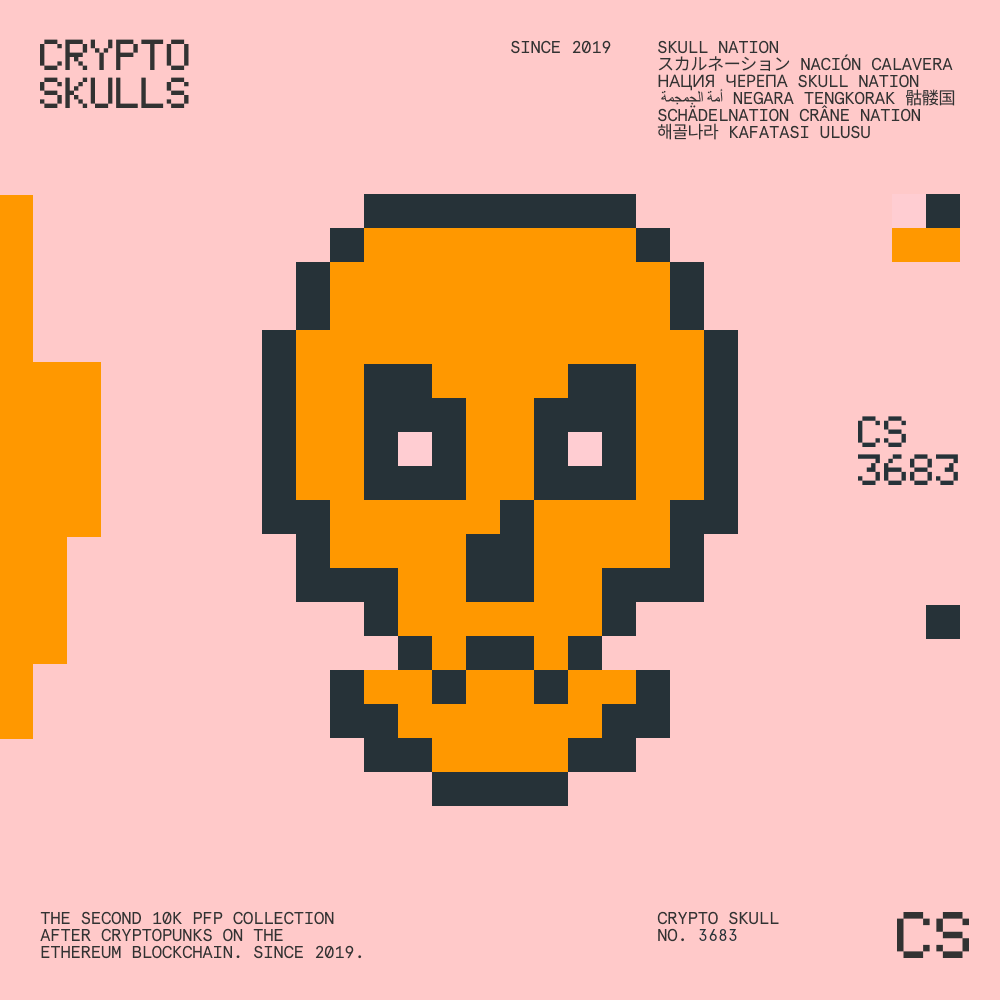 CRYPTO
SKULLS
SINCE 2019
SKULL NATION
スカルネーション NACIÓN CALAVERA
НАЦИЯ ЧЕРЕПА SKULL NATION
أمة الجمجمة NEGARA TENGKORAK 骷髅国
SCHÄDELNATION CRÂNE NATION
해골나라 KAFATASI ULUSU
CS
3683
THE SECOND 10K PFP COLLECTION
AFTER CRYPTOPUNKS ON THE
ETHEREUM BLOCKCHAIN. SINCE 2019.
CRYPTO SKULL
NO. 3683
CS